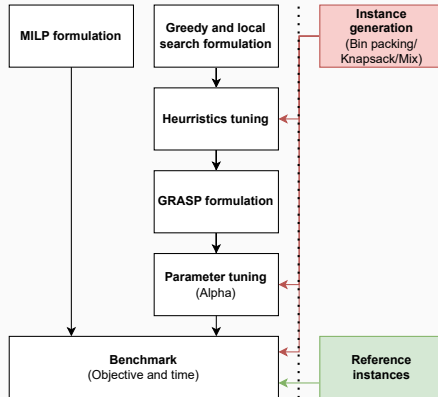 MILP formulation
Greedy and local
search formulation
Instance
generation
(Bin packing/
Knapsack/Mix)
Heurristics tuning
GRASP formulation
Parameter tuning
(Alpha)
Benchmark
(Objective and time)
Reference
instances